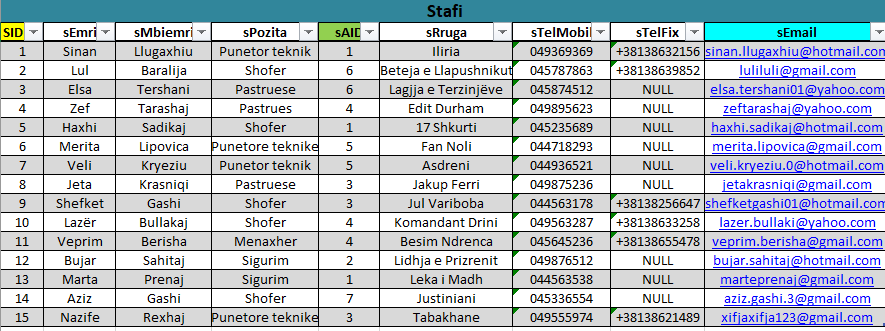 Stafi
SID sEmri sMbiemri sPozita sAID sRruga sTelMobil sTelFix sEmail
1 Sinan Llugaxhiu Punetor teknik 1 Iliria 049369369 +38138632156 sinan.llugaxhiu@hotmail.com
2 Lul Baralija Shofer 6 Beteja e Llapushnikut 045787863 +38138639852 luliluli@gmail.com
3 Elsa Tershani Pastruese 6 Lagjja e Terzinjëve 045874512 NULL elsa.tershani01@yahoo.com
4 Zef Tarashaj Pastrues 4 Edit Durham 049895623 NULL zeftarashaj@yahoo.com
5 Haxhi Sadikaj Shofer 1 17 Shkurti 045235689 NULL haxhi.sadikaj@hotmail.com
6 Merita Lipovica Punetore teknike 5 Fan Noli 044718293 NULL merita.lipovica@gmail.com
7 Veli Kryeziu Punetor teknik 5 Asdreni 044936521 NULL veli.kryeziu.0@hotmail.com
8 Jeta Krasniqi Pastruese 3 Jakup Ferri 049875236 NULL jetakrasniqi@gmail.com
9 Shefket Gashi Shofer 3 Jul Variboba 044563178 +38138256647 shefketgashi01@hotmail.com
10 Lazër Bullakaj Shofer 4 Komandant Drini 049563287 +38138633258 lazer.bullaki@yahoo.com
11 Veprim Berisha Menaxher 4 Besim Ndrenca 045645236 +38138655478 veprim.berisha@gmail.com
12 Bujar Sahitaj Sigurim 2 Lidhja e Prizrenit 049876512 NULL bujar.sahitaj@hotmail.com
13 Marta Prenaj Sigurim 1 Leka i Madh 044563538 NULL marteprenaj@gmail.com
14 Aziz Gashi Shofer 7 Justiniani 045336554 NULL aziz.gashi.3@gmail.com
15 Nazife Rexhaj Punetore teknike 3 Tabakhane 049555974 +38138621489 xifjaxifja123@gmail.com